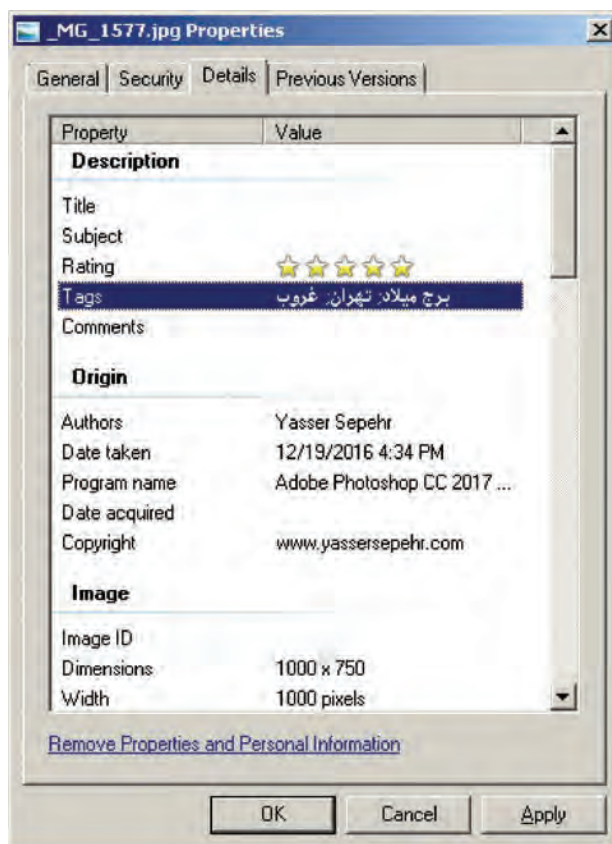 _MG_1577.jpg Properties
General Security Details Previous Versions
Property Value
Description
Title
Subject
Rating
Tags برج میلاد; تهران; غروب
Comments
Origin
Authors Yasser Sepehr
Date taken 12/19/2016 4:34 PM
Program name Adobe Photoshop CC 2017 ...
Date acquired
Copyright www.yassersepehr.com
Image
Image ID
Dimensions 1000 x 750
Width 1000 pixels
Remove Properties and Personal Information
OK Cancel Apply